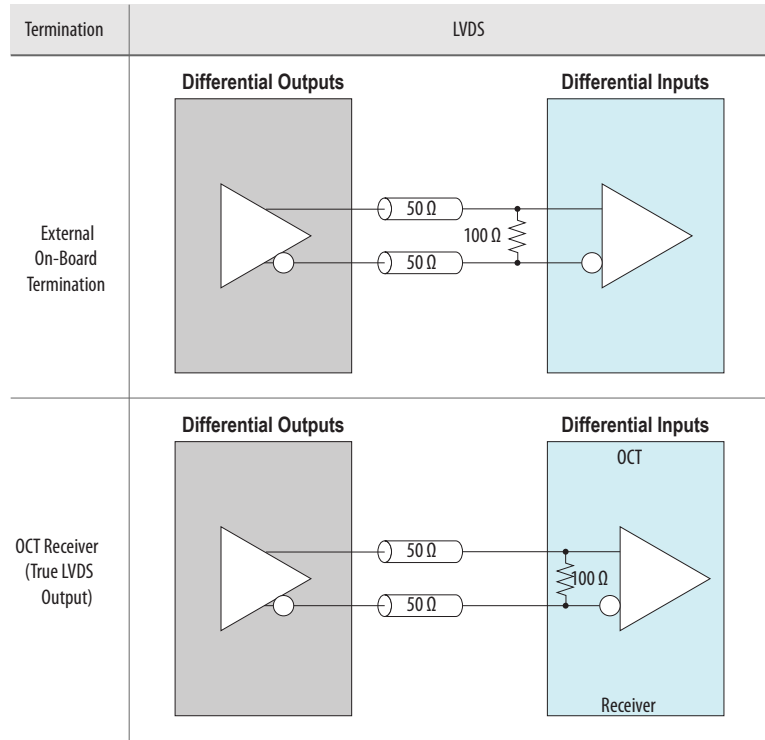 Termination
LVDS
Differential Outputs
Differential Inputs
External
On-Board
Termination
50 Ω
100 Ω
50 Ω
Differential Outputs
Differential Inputs
OCT
OCT Receiver
(True LVDS
Output)
50 Ω
100 Ω
50 Ω
Receiver